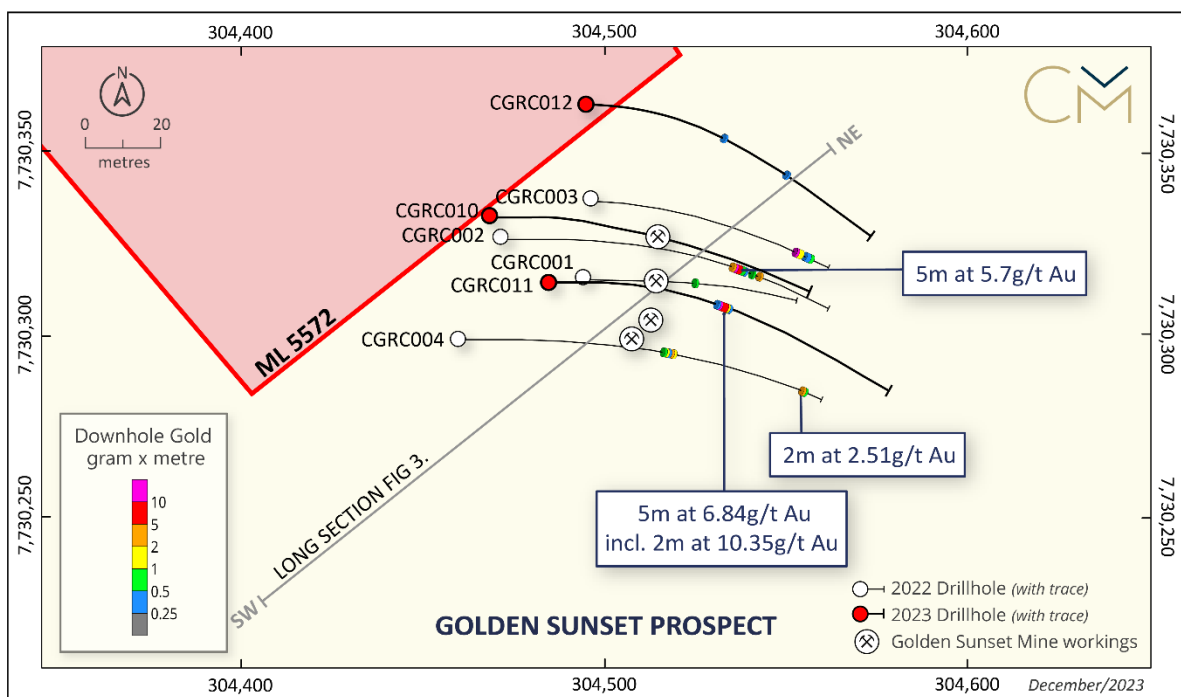 304,400
304,500
304,600
N
0 20
metres
CVM
7,730,350
7,730,300
7,730,250
7,730,350
7,730,300
7,730,250
CGRC012
CGRC003
CGRC010
CGRC002
CGRC001
CGRC011
CGRC004
NE
ML 5572
LONG SECTION FIG 3.
SW
5m at 5.7g/t Au
2m at 2.51g/t Au
5m at 6.84g/t Au
incl. 2m at 10.35g/t Au
Downhole Gold
gram x metre
10
5
2
1
0.5
0.25
GOLDEN SUNSET PROSPECT
2022 Drillhole (with trace)
2023 Drillhole (with trace)
Golden Sunset Mine workings
304,400
304,500
304,600
December/2023